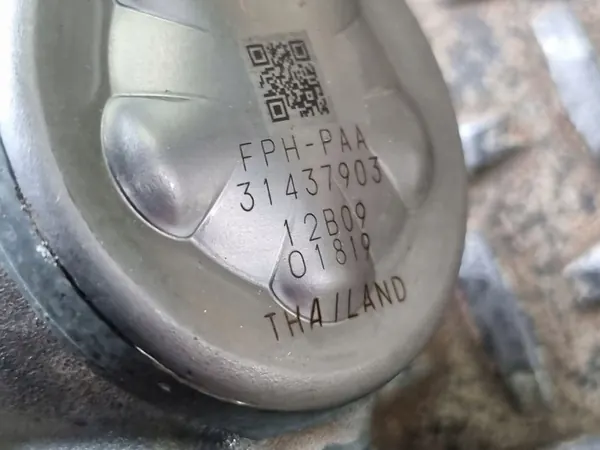 FPH-PAA
31437903
12B09
01819
THAILAND